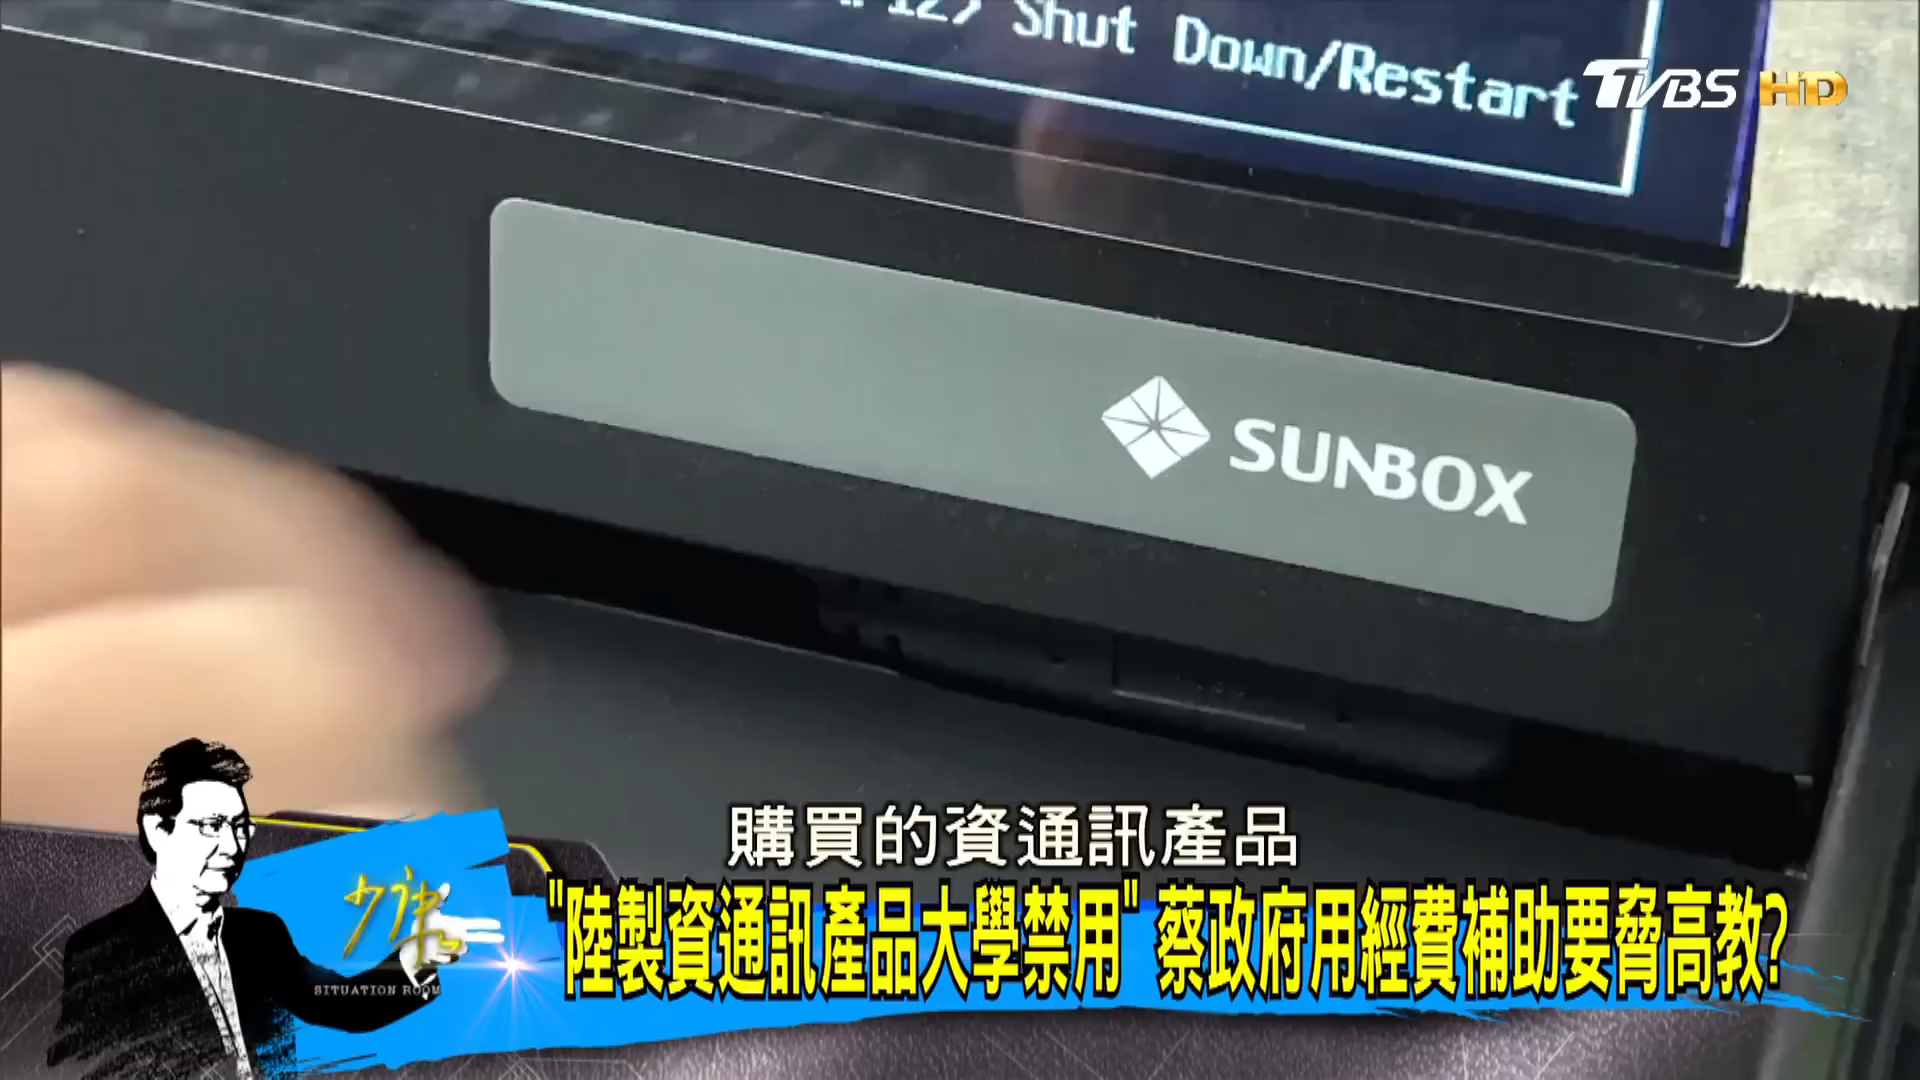 Shut Down/Restart
TVBS HD
SUNBOX
購買的資通訊產品
"陸製資通訊產品大學禁用" 蔡政府用經費補助要脅高教?
少康
SITUATION ROOM